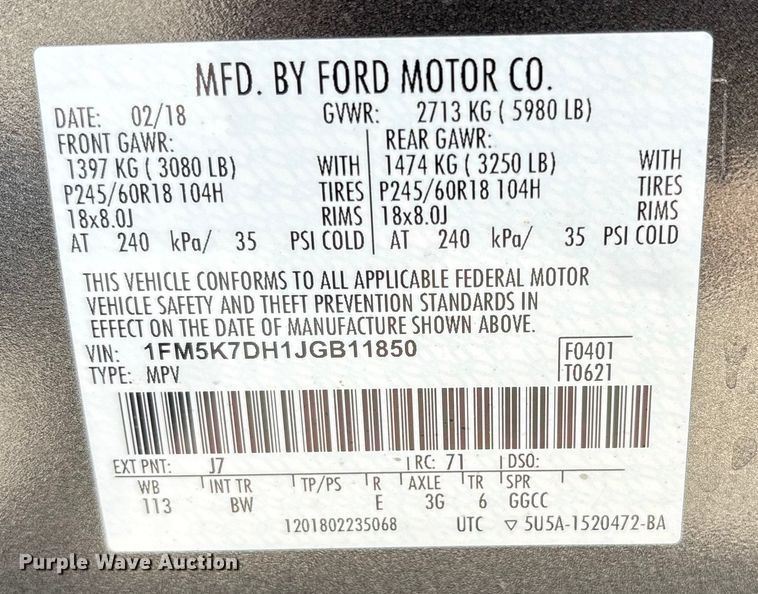 MFD. BY FORD MOTOR CO.
DATE: 02/18 GVWR: 2713 KG ( 5980 LB)
FRONT GAWR: REAR GAWR:
1397 KG ( 3080 LB) WITH 1474 KG ( 3250 LB) WITH
P245/60R18 104H TIRES P245/60R18 104H TIRES
18x8.0J RIMS 18x8.0J RIMS
AT 240 kPa/ 35 PSI COLD AT 240 kPa/ 35 PSI COLD
THIS VEHICLE CONFORMS TO ALL APPLICABLE FEDERAL MOTOR
VEHICLE SAFETY AND THEFT PREVENTION STANDARDS IN
EFFECT ON THE DATE OF MANUFACTURE SHOWN ABOVE.
VIN: 1FM5K7DH1JGB11850 F0401
TYPE: MPV T0621
EXT PNT: J7 RC: 71 DSO:
WB INT TR TP/PS R AXLE TR SPR
113 BW E 3G 6 GGCC
1201802235068 UTC ▽ 5U5A-1520472-BA
Purple Wave Auction